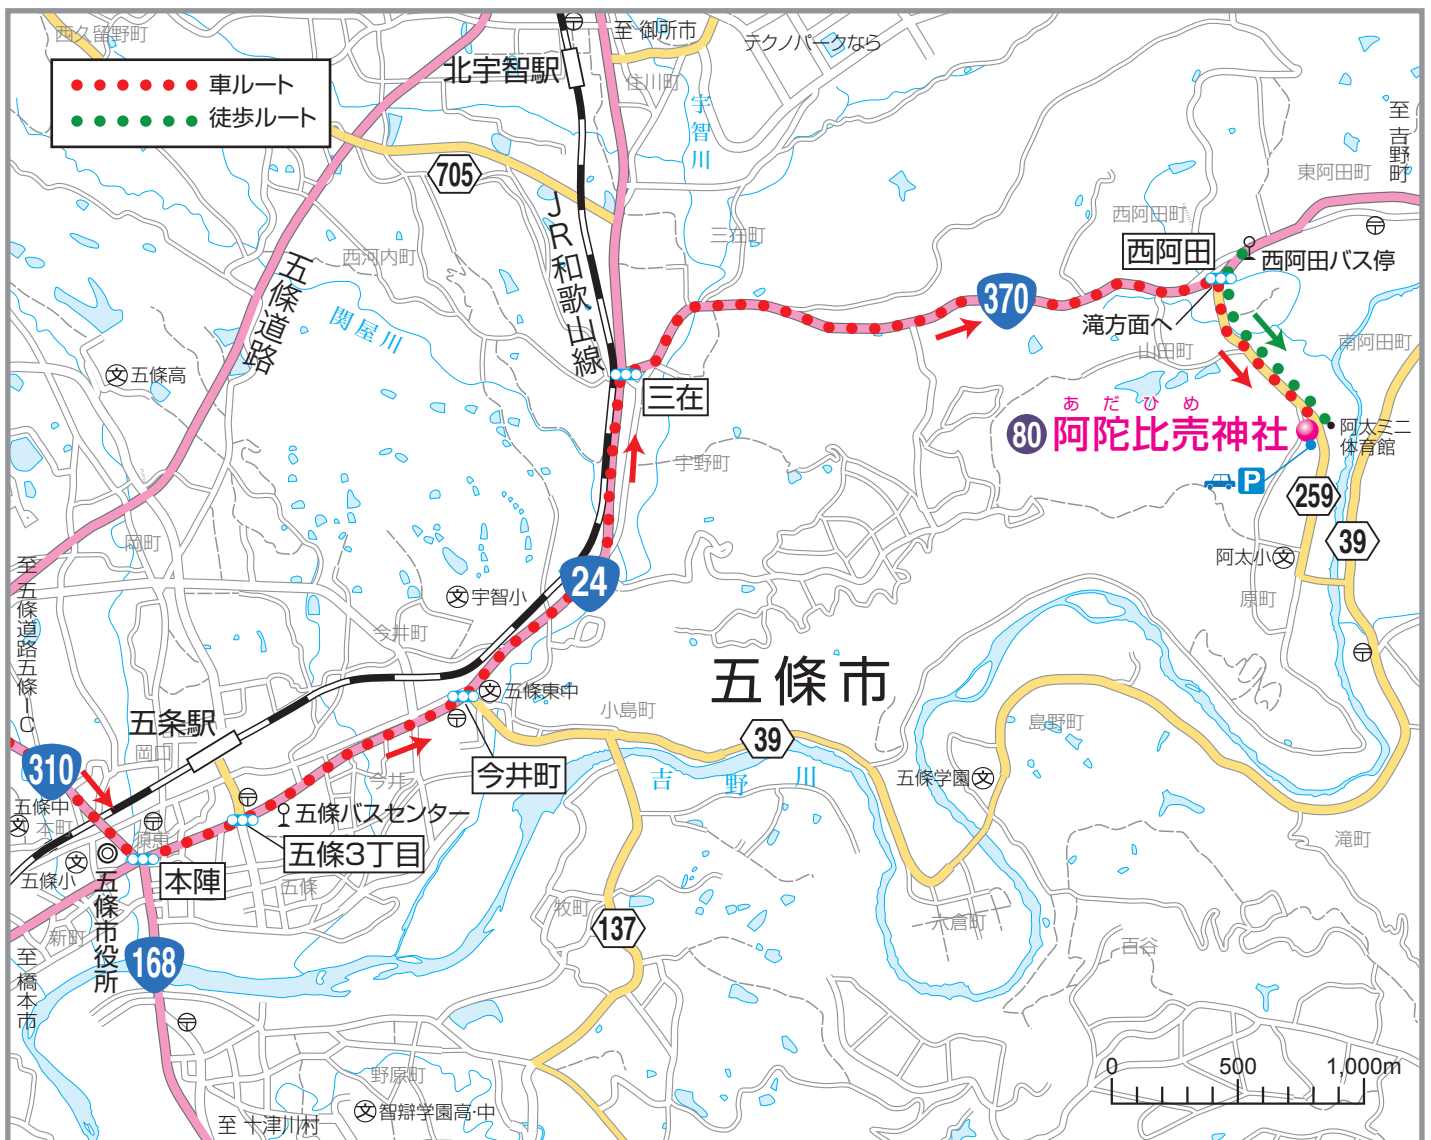 西久留野町
車ルート
徒歩ルート
北宇智駅
至 御所市
テクノパークなら
住川町
宇智川
至 吉野町
東阿田町
705
JR和歌山線
西阿田町
西阿田
西阿田バス停
三在町
西河内町
五條道路
関屋川
370
滝方面へ
山田町
南阿田町
五條高
三在
あだひめ
80 阿陀比売神社
阿太ミニ
体育館
P
宇野町
259
39
岡町
至 五條道路五條IC
24
宇智小
阿太小
原町
今井町
五條市
五條東中
小島町
島野町
五条駅
岡口
39
310
今井
今井町
吉野川
五條学園
五條中
本町
須恵
五條バスセンター
五條3丁目
滝町
五條小
本陣
五條
五條市役所
牧町
137
六倉町
新町
百谷
至 橋本市
168
野原町
智辯学園高・中
至 十津川村
0 500 1,000m